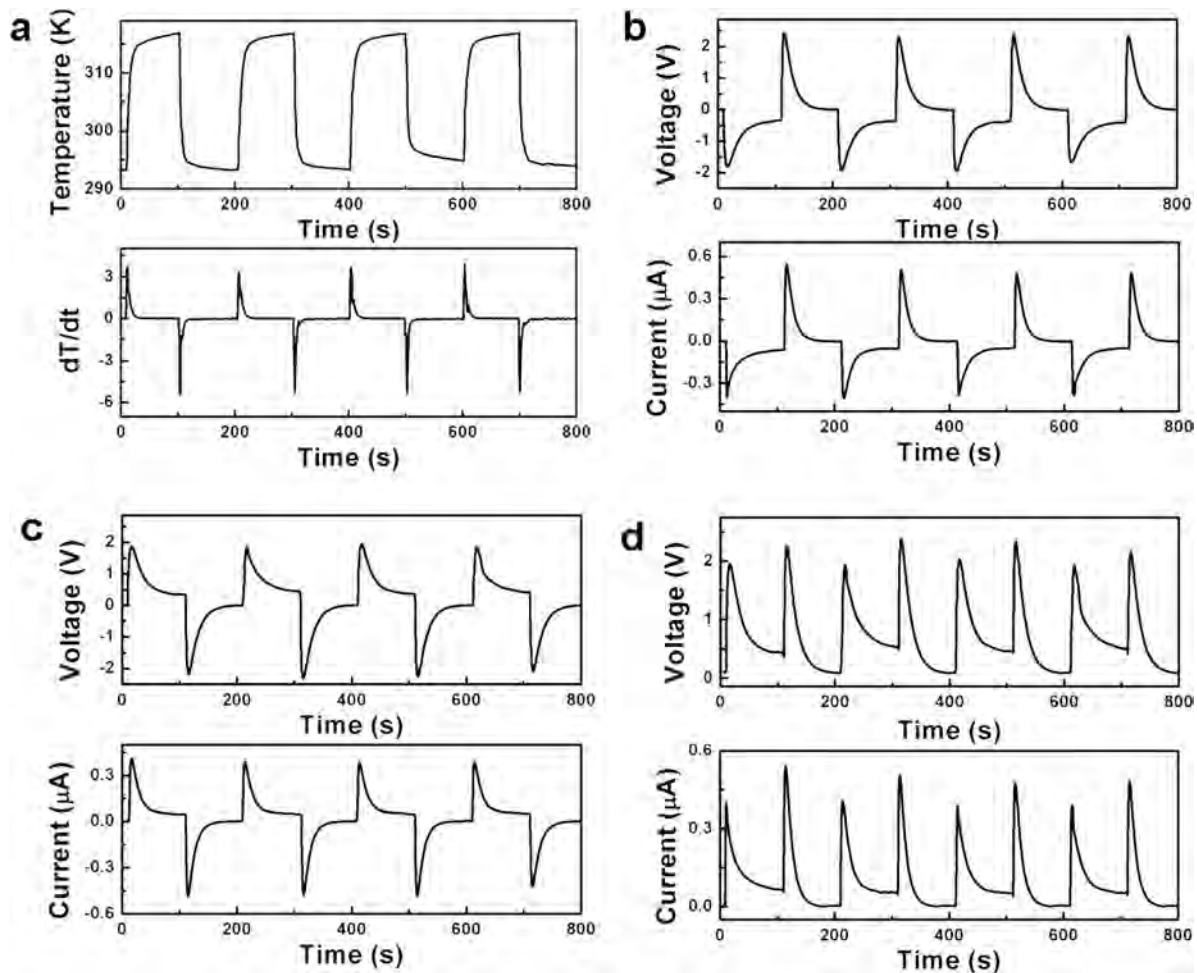 a
Temperature (K)
310
300
290
0 200 400 600 800
Time (s)
dT/dt
3
0
-3
-6
0 200 400 600 800
Time (s)
b
Voltage (V)
2
1
0
-1
-2
0 200 400 600 800
Time (s)
Current (μA)
0.6
0.3
0.0
-0.3
0 200 400 600 800
Time (s)
c
Voltage (V)
2
1
0
-1
-2
0 200 400 600 800
Time (s)
Current (μA)
0.3
-0.0
-0.3
-0.6
0 200 400 600 800
Time (s)
d
Voltage (V)
2
1
0
0 200 400 600 800
Time (s)
Current (μA)
0.6
0.3
0.0
0 200 400 600 800
Time (s)